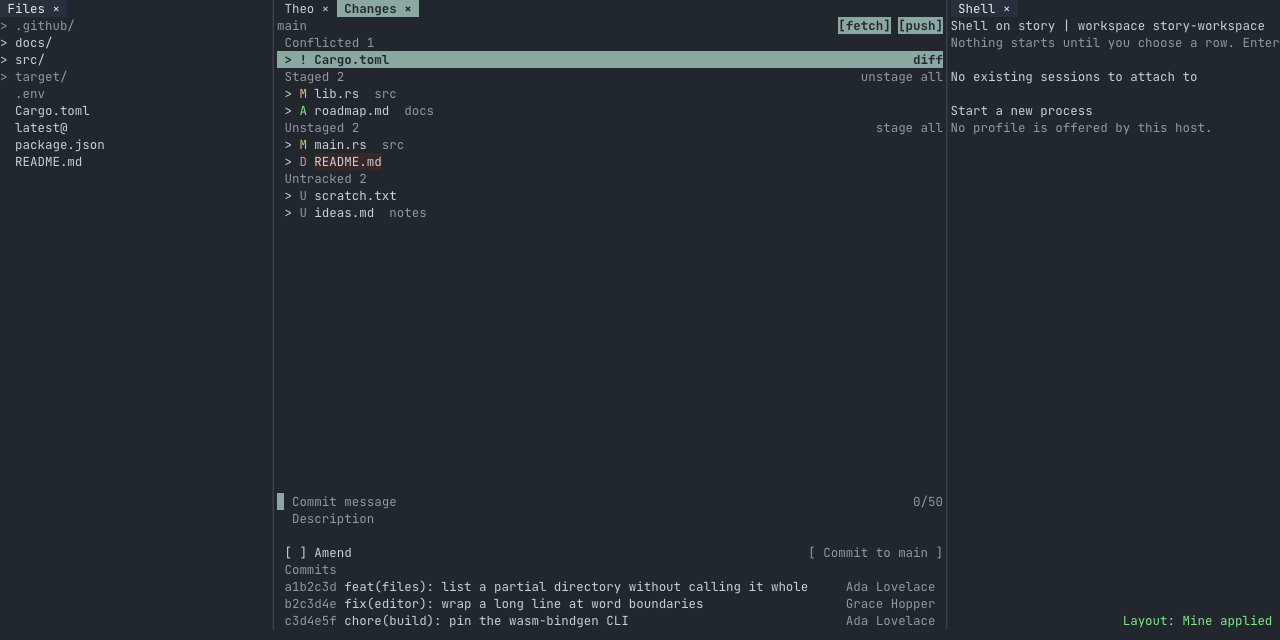 Files ×
> .github/
> docs/
> src/
> target/
.env
Cargo.toml
latest@
package.json
README.md
Theo × Changes ×
main [fetch] [push]
Conflicted 1
> ! Cargo.toml diff
Staged 2 unstage all
> M lib.rs src
> A roadmap.md docs
Unstaged 2 stage all
> M main.rs src
> D README.md
Untracked 2
> U scratch.txt
> U ideas.md notes
Commit message 0/50
Description
[ ] Amend [ Commit to main ]
Commits
a1b2c3d feat(files): list a partial directory without calling it whole Ada Lovelace
b2c3d4e fix(editor): wrap a long line at word boundaries Grace Hopper
c3d4e5f chore(build): pin the wasm-bindgen CLI Ada Lovelace
Shell ×
Shell on story | workspace story-workspace
Nothing starts until you choose a row. Enter
No existing sessions to attach to
Start a new process
No profile is offered by this host.
Layout: Mine applied